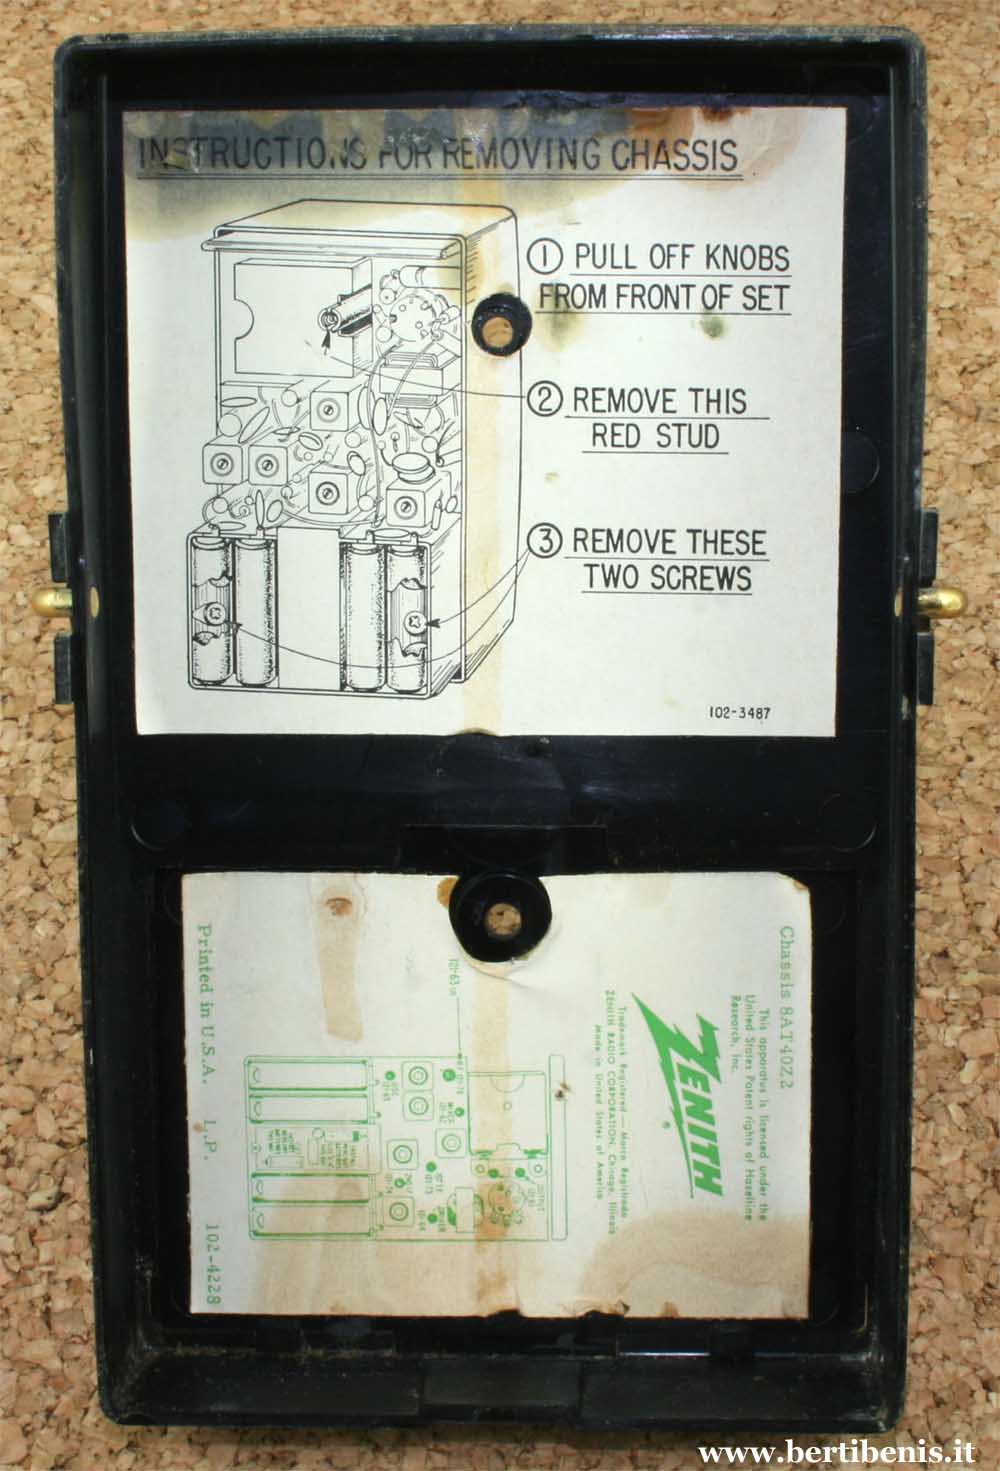 INSTRUCTIONS FOR REMOVING CHASSIS
① PULL OFF KNOBS
FROM FRONT OF SET
② REMOVE THIS
RED STUD
③ REMOVE THESE
TWO SCREWS
102-3487
Chassis 8AT40Z2
This apparatus is licensed under the
United States Patent rights of Hazeltine
Research, Inc.
ZENITH
®
Trademark Registered — Marca Registrada
ZENITH RADIO CORPORATION, Chicago, Illinois
Made in United States of America
OUTPUT
DRIVER
Printed in U.S.A. I.P. 102-4228
www.bertibenis.it